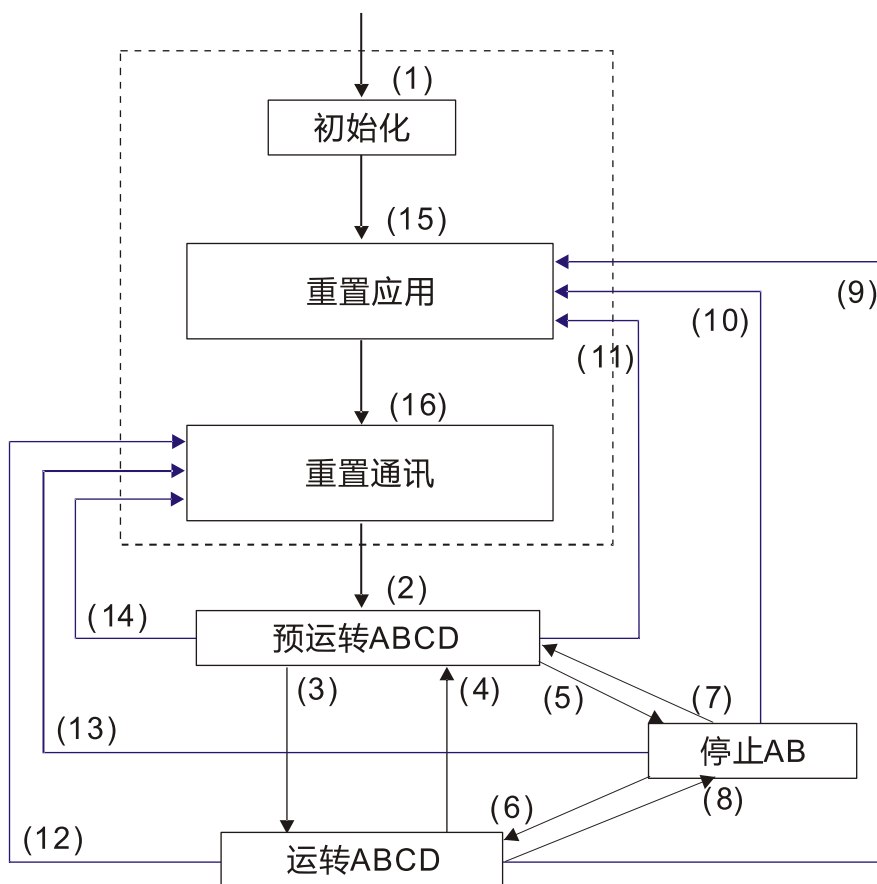 (1)
初始化
(15)
重置应用
(9)
(10)
(11)
(16)
重置通讯
(2)
(14)
预运转ABCD
(3)
(4)
(5)
(7)
(13)
停止AB
(6)
(8)
(12)
运转ABCD